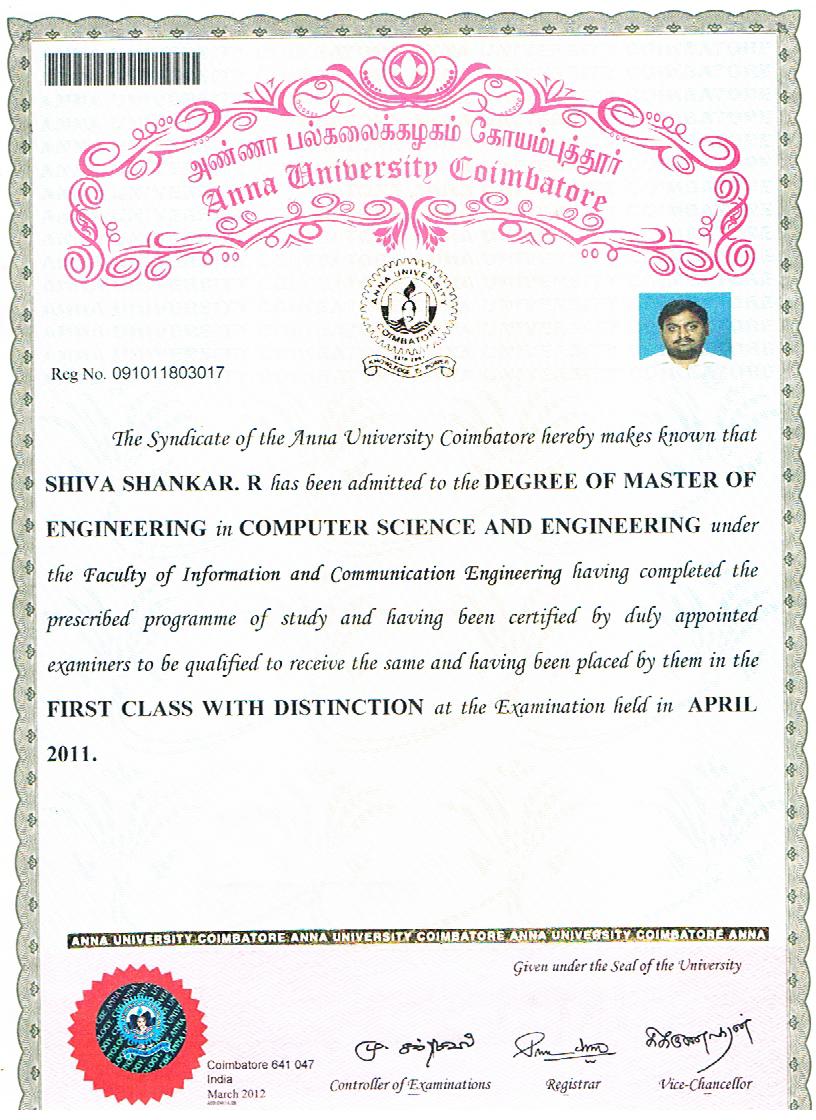 அண்ணா பல்கலைக்கழகம் கோயம்புத்தூர்
Anna University Coimbatore
ANNA UNIVERSITY
COIMBATORE
Reg No. 091011803017
The Syndicate of the Anna University Coimbatore hereby makes known that
SHIVA SHANKAR. R has been admitted to the DEGREE OF MASTER OF
ENGINEERING in COMPUTER SCIENCE AND ENGINEERING under
the Faculty of Information and Communication Engineering having completed the
prescribed programme of study and having been certified by duly appointed
examiners to be qualified to receive the same and having been placed by them in the
FIRST CLASS WITH DISTINCTION at the Examination held in APRIL
2011.
ANNA UNIVERSITY COIMBATORE ANNA UNIVERSITY COIMBATORE ANNA UNIVERSITY COIMBATORE ANNA
Given under the Seal of the University
Coimbatore 641 047
India
March 2012
Controller of Examinations
Registrar
Vice-Chancellor